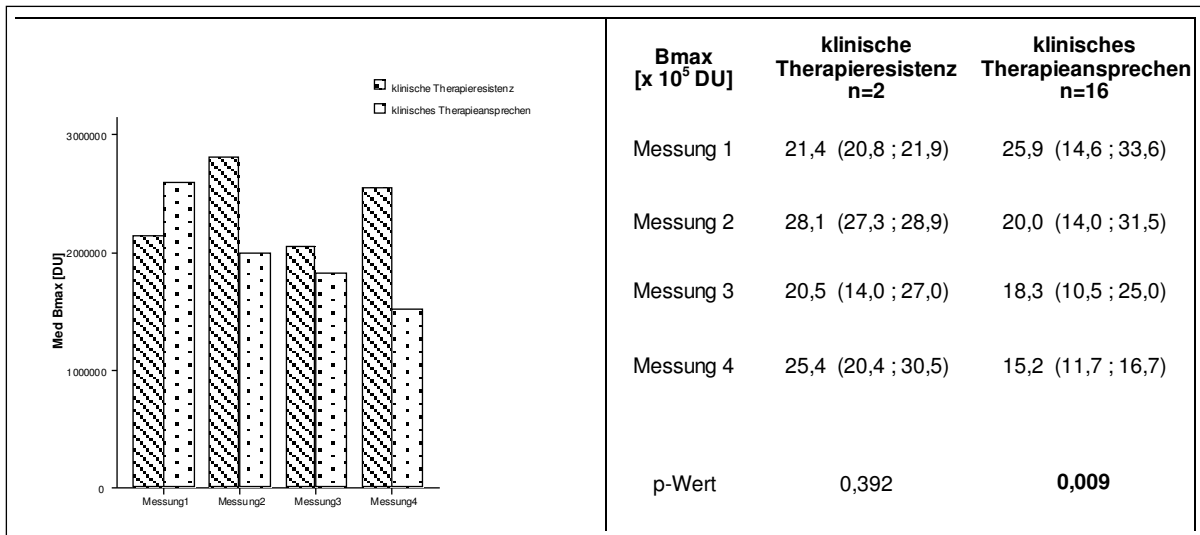 klinische Therapieresistenz
klinisches Therapieansprechen
3000000
2000000
1000000
0
Med Bmax [DU]
Messung1 Messung2 Messung3 Messung4
Bmax
[x 10⁵ DU]
klinische
Therapieresistenz
n=2
klinisches
Therapieansprechen
n=16
Messung 1 21,4 (20,8 ; 21,9) 25,9 (14,6 ; 33,6)
Messung 2 28,1 (27,3 ; 28,9) 20,0 (14,0 ; 31,5)
Messung 3 20,5 (14,0 ; 27,0) 18,3 (10,5 ; 25,0)
Messung 4 25,4 (20,4 ; 30,5) 15,2 (11,7 ; 16,7)
p-Wert 0,392 0,009